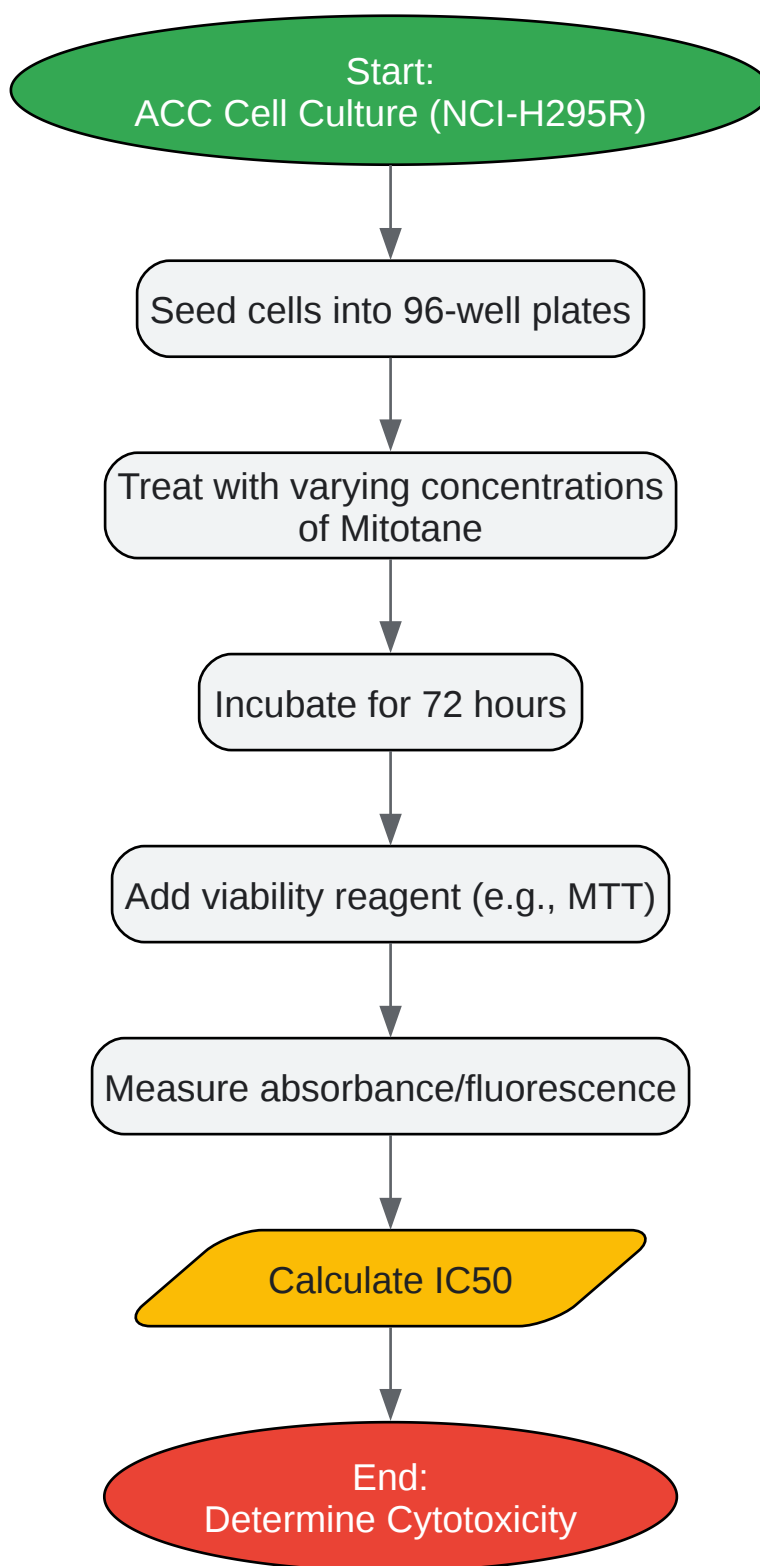 Start:
ACC Cell Culture (NCI-H295R)
Seed cells into 96-well plates
Treat with varying concentrations
of Mitotane
Incubate for 72 hours
Add viability reagent (e.g., MTT)
Measure absorbance/fluorescence
Calculate IC50
End:
Determine Cytotoxicity